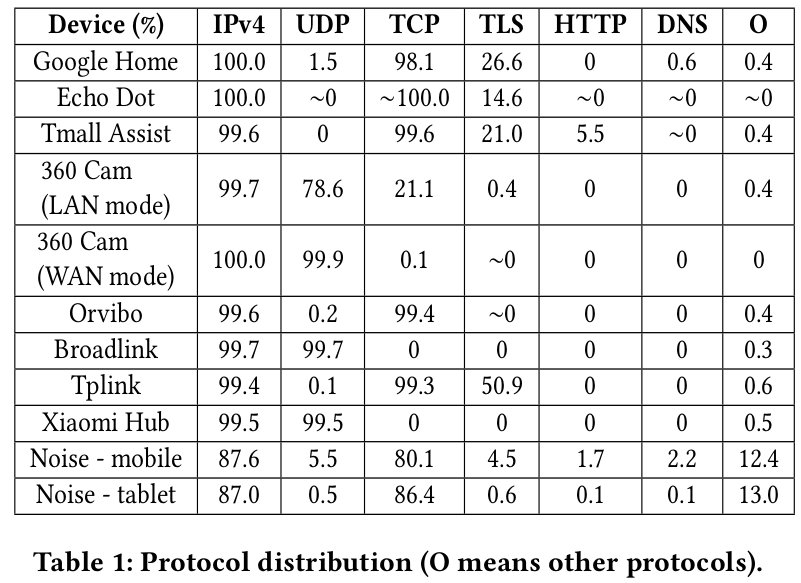 Device (%) IPv4 UDP TCP TLS HTTP DNS O
Google Home 100.0 1.5 98.1 26.6 0 0.6 0.4
Echo Dot 100.0 ~0 ~100.0 14.6 ~0 ~0 ~0
Tmall Assist 99.6 0 99.6 21.0 5.5 ~0 0.4
360 Cam
(LAN mode) 99.7 78.6 21.1 0.4 0 0 0.4
360 Cam
(WAN mode) 100.0 99.9 0.1 ~0 0 0 0
Orvibo 99.6 0.2 99.4 ~0 0 0 0.4
Broadlink 99.7 99.7 0 0 0 0 0.3
Tplink 99.4 0.1 99.3 50.9 0 0 0.6
Xiaomi Hub 99.5 99.5 0 0 0 0 0.5
Noise - mobile 87.6 5.5 80.1 4.5 1.7 2.2 12.4
Noise - tablet 87.0 0.5 86.4 0.6 0.1 0.1 13.0
Table 1: Protocol distribution (O means other protocols).